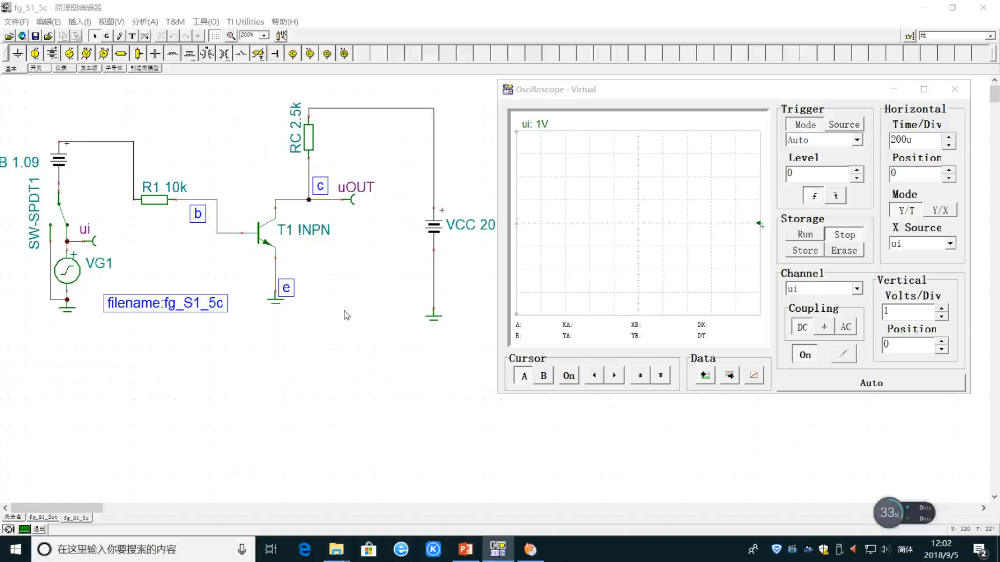 fg_S1_5c - 原理图编辑器
文件(F) 编辑(E) 插入(I) 视图(V) 分析(A) T&M 工具(O) TI Utilities 帮助(H)
200%
地
基本 开关 仪表 发生源 半导体 制造商模型
Oscilloscope - Virtual
ui: 1V
A: XA: XB: DX:
B: YA: YB: DY:
Cursor
A B On
Data
Trigger
Mode Source
Auto
Level
0
Storage
Run Stop
Store Erase
Channel
ui
Coupling
DC AC
On
Horizontal
Time/Div
200u
Position
0
Mode
Y/T Y/X
X Source
ui
Vertical
Volts/Div
1
Position
0
Auto
RC 2.5k
B 1.09
SW-SPDT1
R1 10k
c
uOUT
b
ui
T1 !NPN
VCC 20
VG1
e
filename:fg_S1_5c
未命名 fg_S1_5bt fg_S1_5c
退出
X: 330 Y: 227
33%
0K/s
0K/s
在这里输入你要搜索的内容
简体
12:02
2018/9/5
2